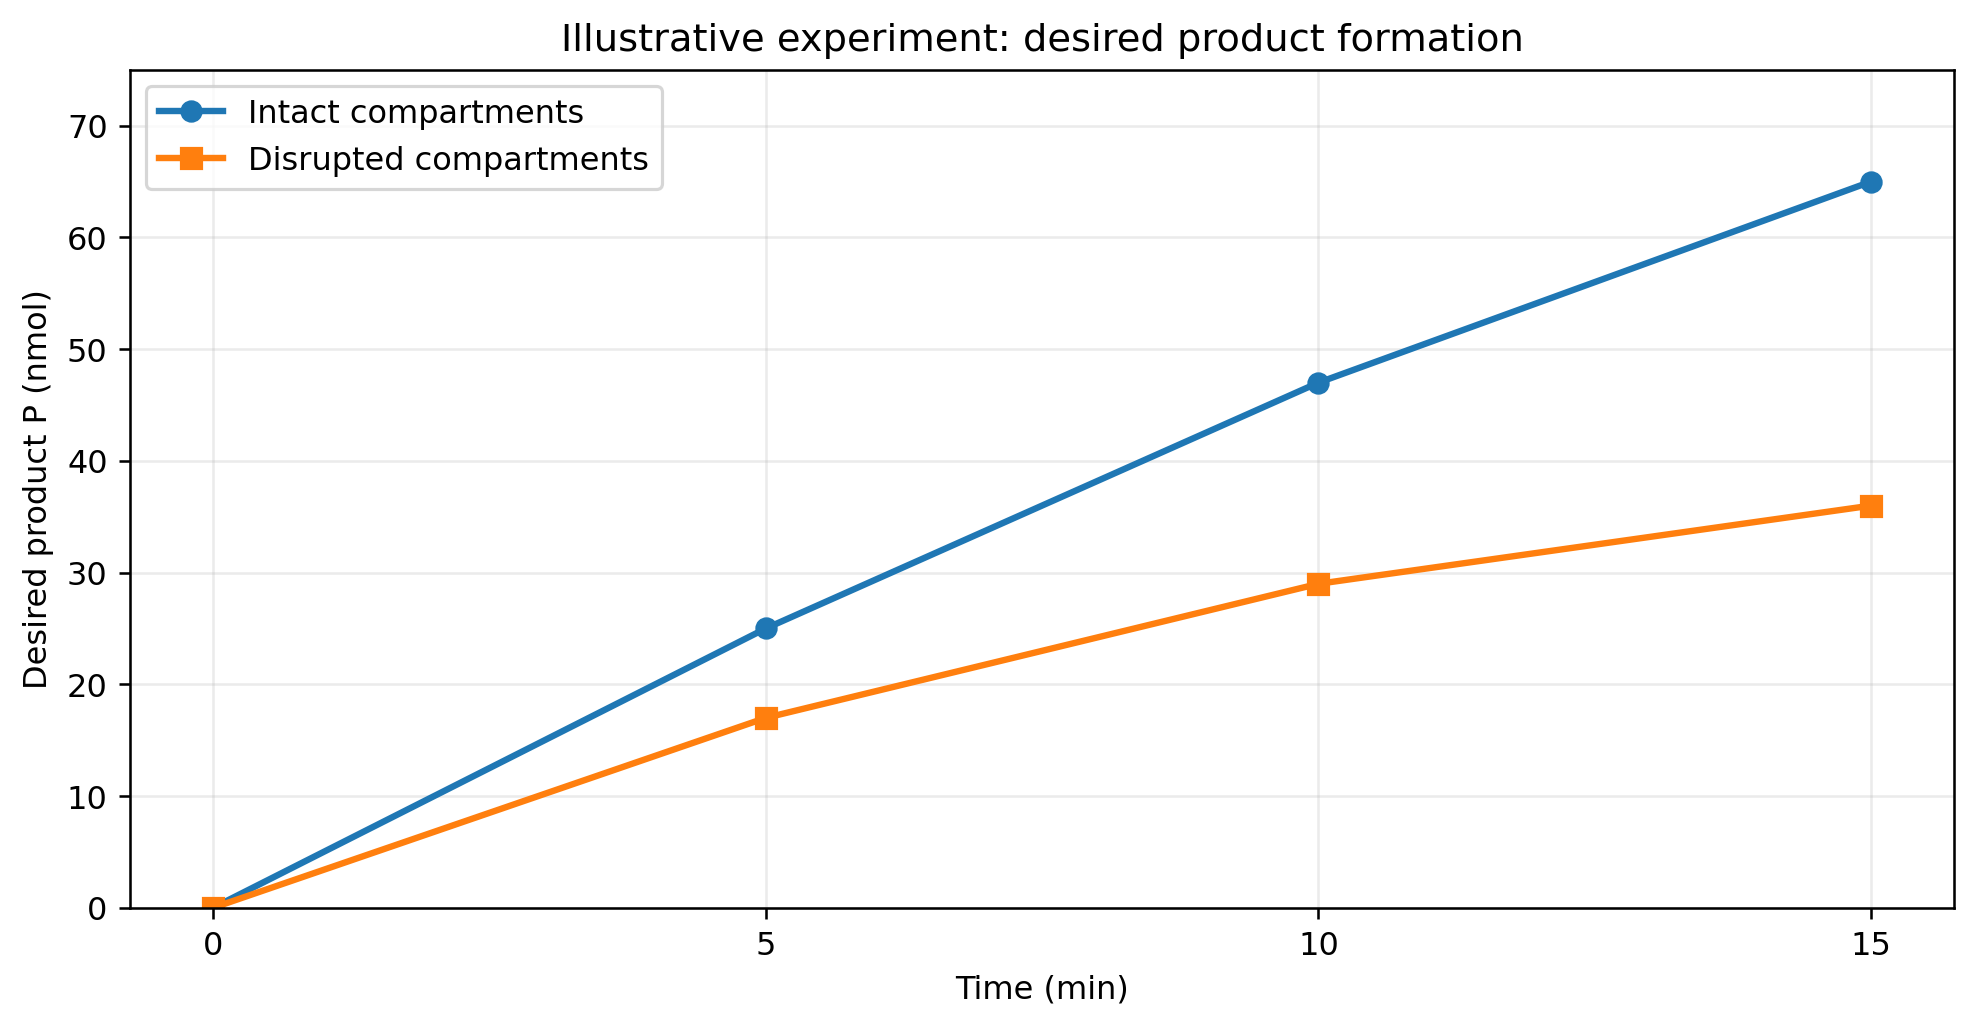 Illustrative experiment: desired product formation
Intact compartments
Disrupted compartments
Desired product P (nmol)
70
60
50
40
30
20
10
0
0 5 10 15
Time (min)